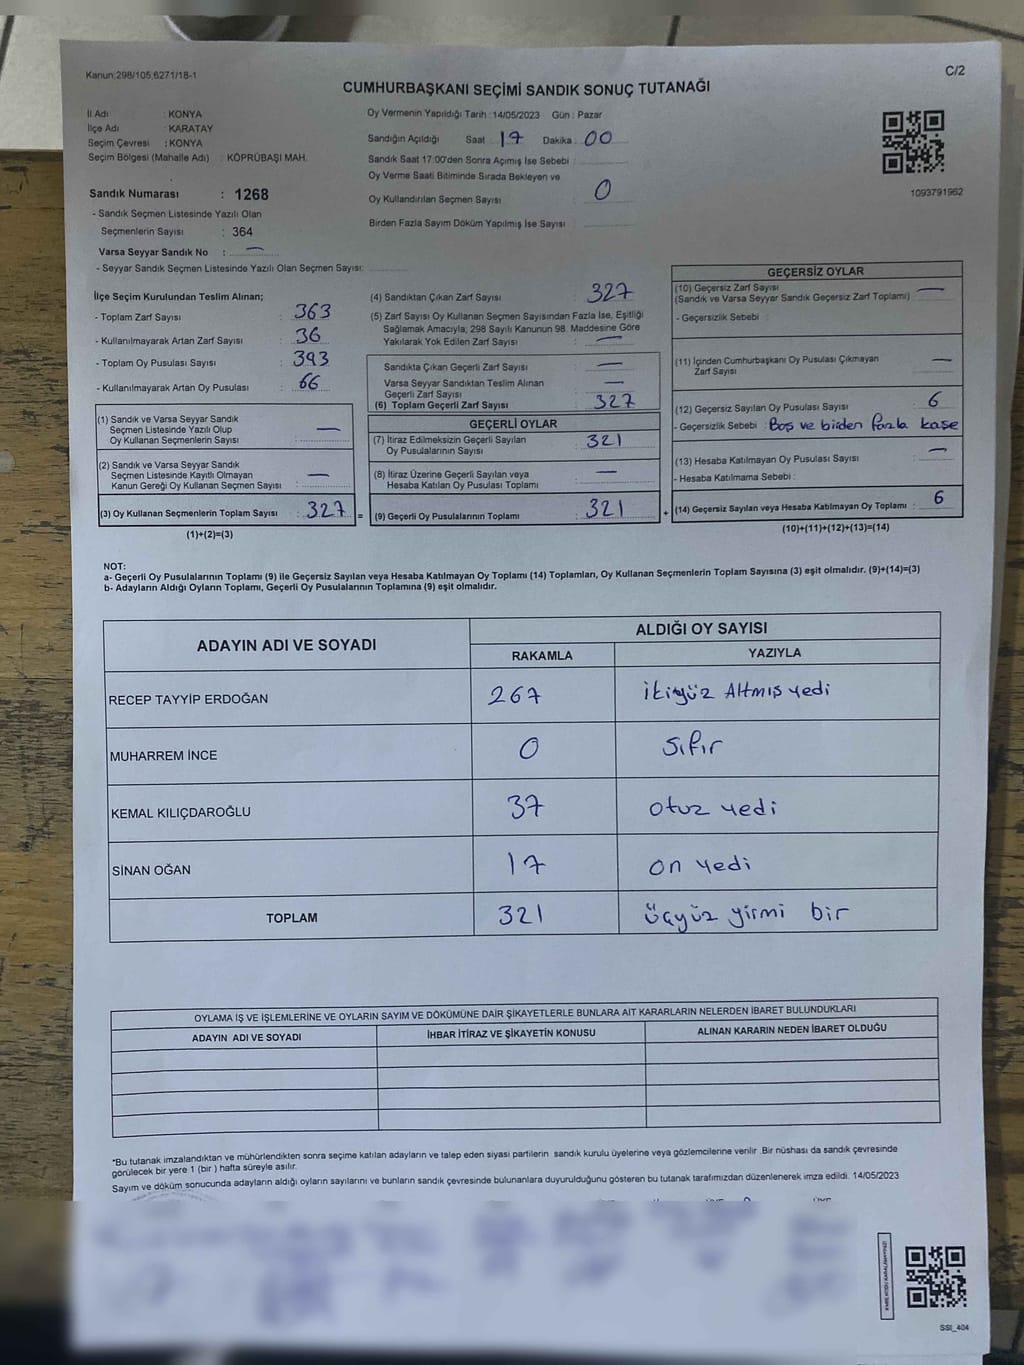 Kanun:298/105,6271/18-1
C/2
CUMHURBAŞKANI SEÇİMİ SANDIK SONUÇ TUTANAĞI
İl Adı : KONYA
İlçe Adı : KARATAY
Seçim Çevresi : KONYA
Seçim Bölgesi (Mahalle Adı) : KÖPRÜBAŞI MAH.
Sandık Numarası : 1268
- Sandık Seçmen Listesinde Yazılı Olan
Seçmenlerin Sayısı : 364
Varsa Seyyar Sandık No : —
- Seyyar Sandık Seçmen Listesinde Yazılı Olan Seçmen Sayısı:
Oy Vermenin Yapıldığı Tarih :14/05/2023 Gün : Pazar
Sandığın Açıldığı Saat 17 Dakika 00
Sandık Saat 17:00'den Sonra Açımış İse Sebebi :
Oy Verme Saati Bitiminde Sırada Bekleyen ve
Oy Kullandırılan Seçmen Sayısı : 0
Birden Fazla Sayım Döküm Yapılmış İse Sayısı :
1093791962
İlçe Seçim Kurulundan Teslim Alınan;
- Toplam Zarf Sayısı : 363
- Kullanılmayarak Artan Zarf Sayısı : 36
- Toplam Oy Pusulası Sayısı : 393
- Kullanılmayarak Artan Oy Pusulası : 66
(1) Sandık ve Varsa Seyyar Sandık
Seçmen Listesinde Yazılı Olup
Oy Kullanan Seçmenlerin Sayısı : —
(2) Sandık ve Varsa Seyyar Sandık
Seçmen Listesinde Kayıtlı Olmayan
Kanun Gereği Oy Kullanan Seçmen Sayısı : —
(3) Oy Kullanan Seçmenlerin Toplam Sayısı : 327
(1)+(2)=(3)
(4) Sandıktan Çıkan Zarf Sayısı : 327
(5) Zarf Sayısı Oy Kullanan Seçmen Sayısından Fazla İse, Eşitliği
Sağlamak Amacıyla; 298 Sayılı Kanunun 98. Maddesine Göre
Yakılarak Yok Edilen Zarf Sayısı : —
Sandıkta Çıkan Geçerli Zarf Sayısı : —
Varsa Seyyar Sandıktan Teslim Alınan
Geçerli Zarf Sayısı : —
(6) Toplam Geçerli Zarf Sayısı : 327
GEÇERLİ OYLAR
(7) İtiraz Edilmeksizin Geçerli Sayılan
Oy Pusulalarının Sayısı : 321
(8) İtiraz Üzerine Geçerli Sayılan veya
Hesaba Katılan Oy Pusulası Toplamı : —
= (9) Geçerli Oy Pusulalarının Toplamı : 321
GEÇERSİZ OYLAR
(10) Geçersiz Zarf Sayısı
(Sandık ve Varsa Seyyar Sandık Geçersiz Zarf Toplamı) : —
- Geçersizlik Sebebi :
(11) İçinden Cumhurbaşkanı Oy Pusulası Çıkmayan
Zarf Sayısı : —
(12) Geçersiz Sayılan Oy Pusulası Sayısı : 6
- Geçersizlik Sebebi : Boş ve birden fazla kaşe
(13) Hesaba Katılmayan Oy Pusulası Sayısı : —
- Hesaba Katılmama Sebebi :
+ (14) Geçersiz Sayılan veya Hesaba Katılmayan Oy Toplamı : 6
(10)+(11)+(12)+(13)=(14)
NOT:
a- Geçerli Oy Pusulalarının Toplamı (9) ile Geçersiz Sayılan veya Hesaba Katılmayan Oy Toplamı (14) Toplamları, Oy Kullanan Seçmenlerin Toplam Sayısına (3) eşit olmalıdır. (9)+(14)=(3)
b- Adayların Aldığı Oyların Toplamı, Geçerli Oy Pusulalarının Toplamına (9) eşit olmalıdır.
ADAYIN ADI VE SOYADI
ALDIĞI OY SAYISI
RAKAMLA YAZIYLA
RECEP TAYYİP ERDOĞAN 267 ikiyüz Altmış yedi
MUHARREM İNCE 0 sıfır
KEMAL KILIÇDAROĞLU 37 otuz yedi
SİNAN OĞAN 17 on yedi
TOPLAM 321 üçyüz yirmi bir
OYLAMA İŞ VE İŞLEMLERİNE VE OYLARIN SAYIM VE DÖKÜMÜNE DAİR ŞİKAYETLERLE BUNLARA AİT KARARLARIN NELERDEN İBARET BULUNDUKLARI
ADAYIN ADI VE SOYADI İHBAR İTİRAZ VE ŞİKAYETİN KONUSU ALINAN KARARIN NEDEN İBARET OLDUĞU
*Bu tutanak imzalandıktan ve mühürlendikten sonra seçime katılan adayların ve talep eden siyasi partilerin sandık kurulu üyelerine veya gözlemcilerine verilir .Bir nüshası da sandık çevresinde
görülecek bir yere 1 (bir ) hafta süreyle asılır.
Sayım ve döküm sonucunda adayların aldığı oyların sayılarını ve bunların sandık çevresinde bulunanlara duyurulduğunu gösteren bu tutanak tarafımızdan düzenlenerek imza edildi. 14/05/2023
SSI_404